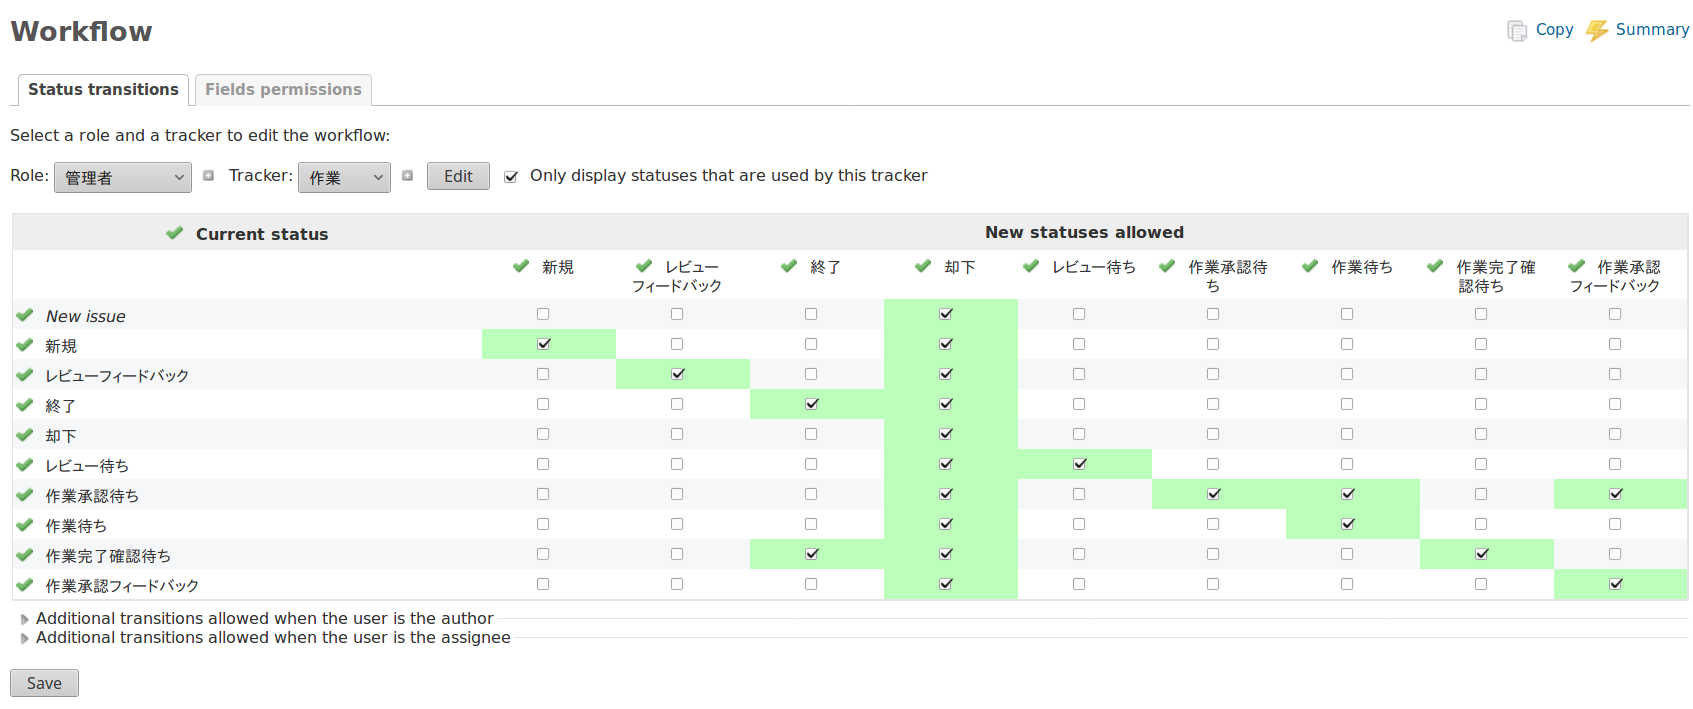 Workflow
Copy Summary
Status transitions Fields permissions
Select a role and a tracker to edit the workflow:
Role: 管理者 Tracker: 作業 Edit Only display statuses that are used by this tracker
Current status New statuses allowed
新規 レビュー 終了 却下 レビュー待ち 作業承認待 作業待ち 作業完了確 作業承認
フィードバック ち 認待ち フィードバック
New issue
新規
レビューフィードバック
終了
却下
レビュー待ち
作業承認待ち
作業待ち
作業完了確認待ち
作業承認フィードバック
Additional transitions allowed when the user is the author
Additional transitions allowed when the user is the assignee
Save